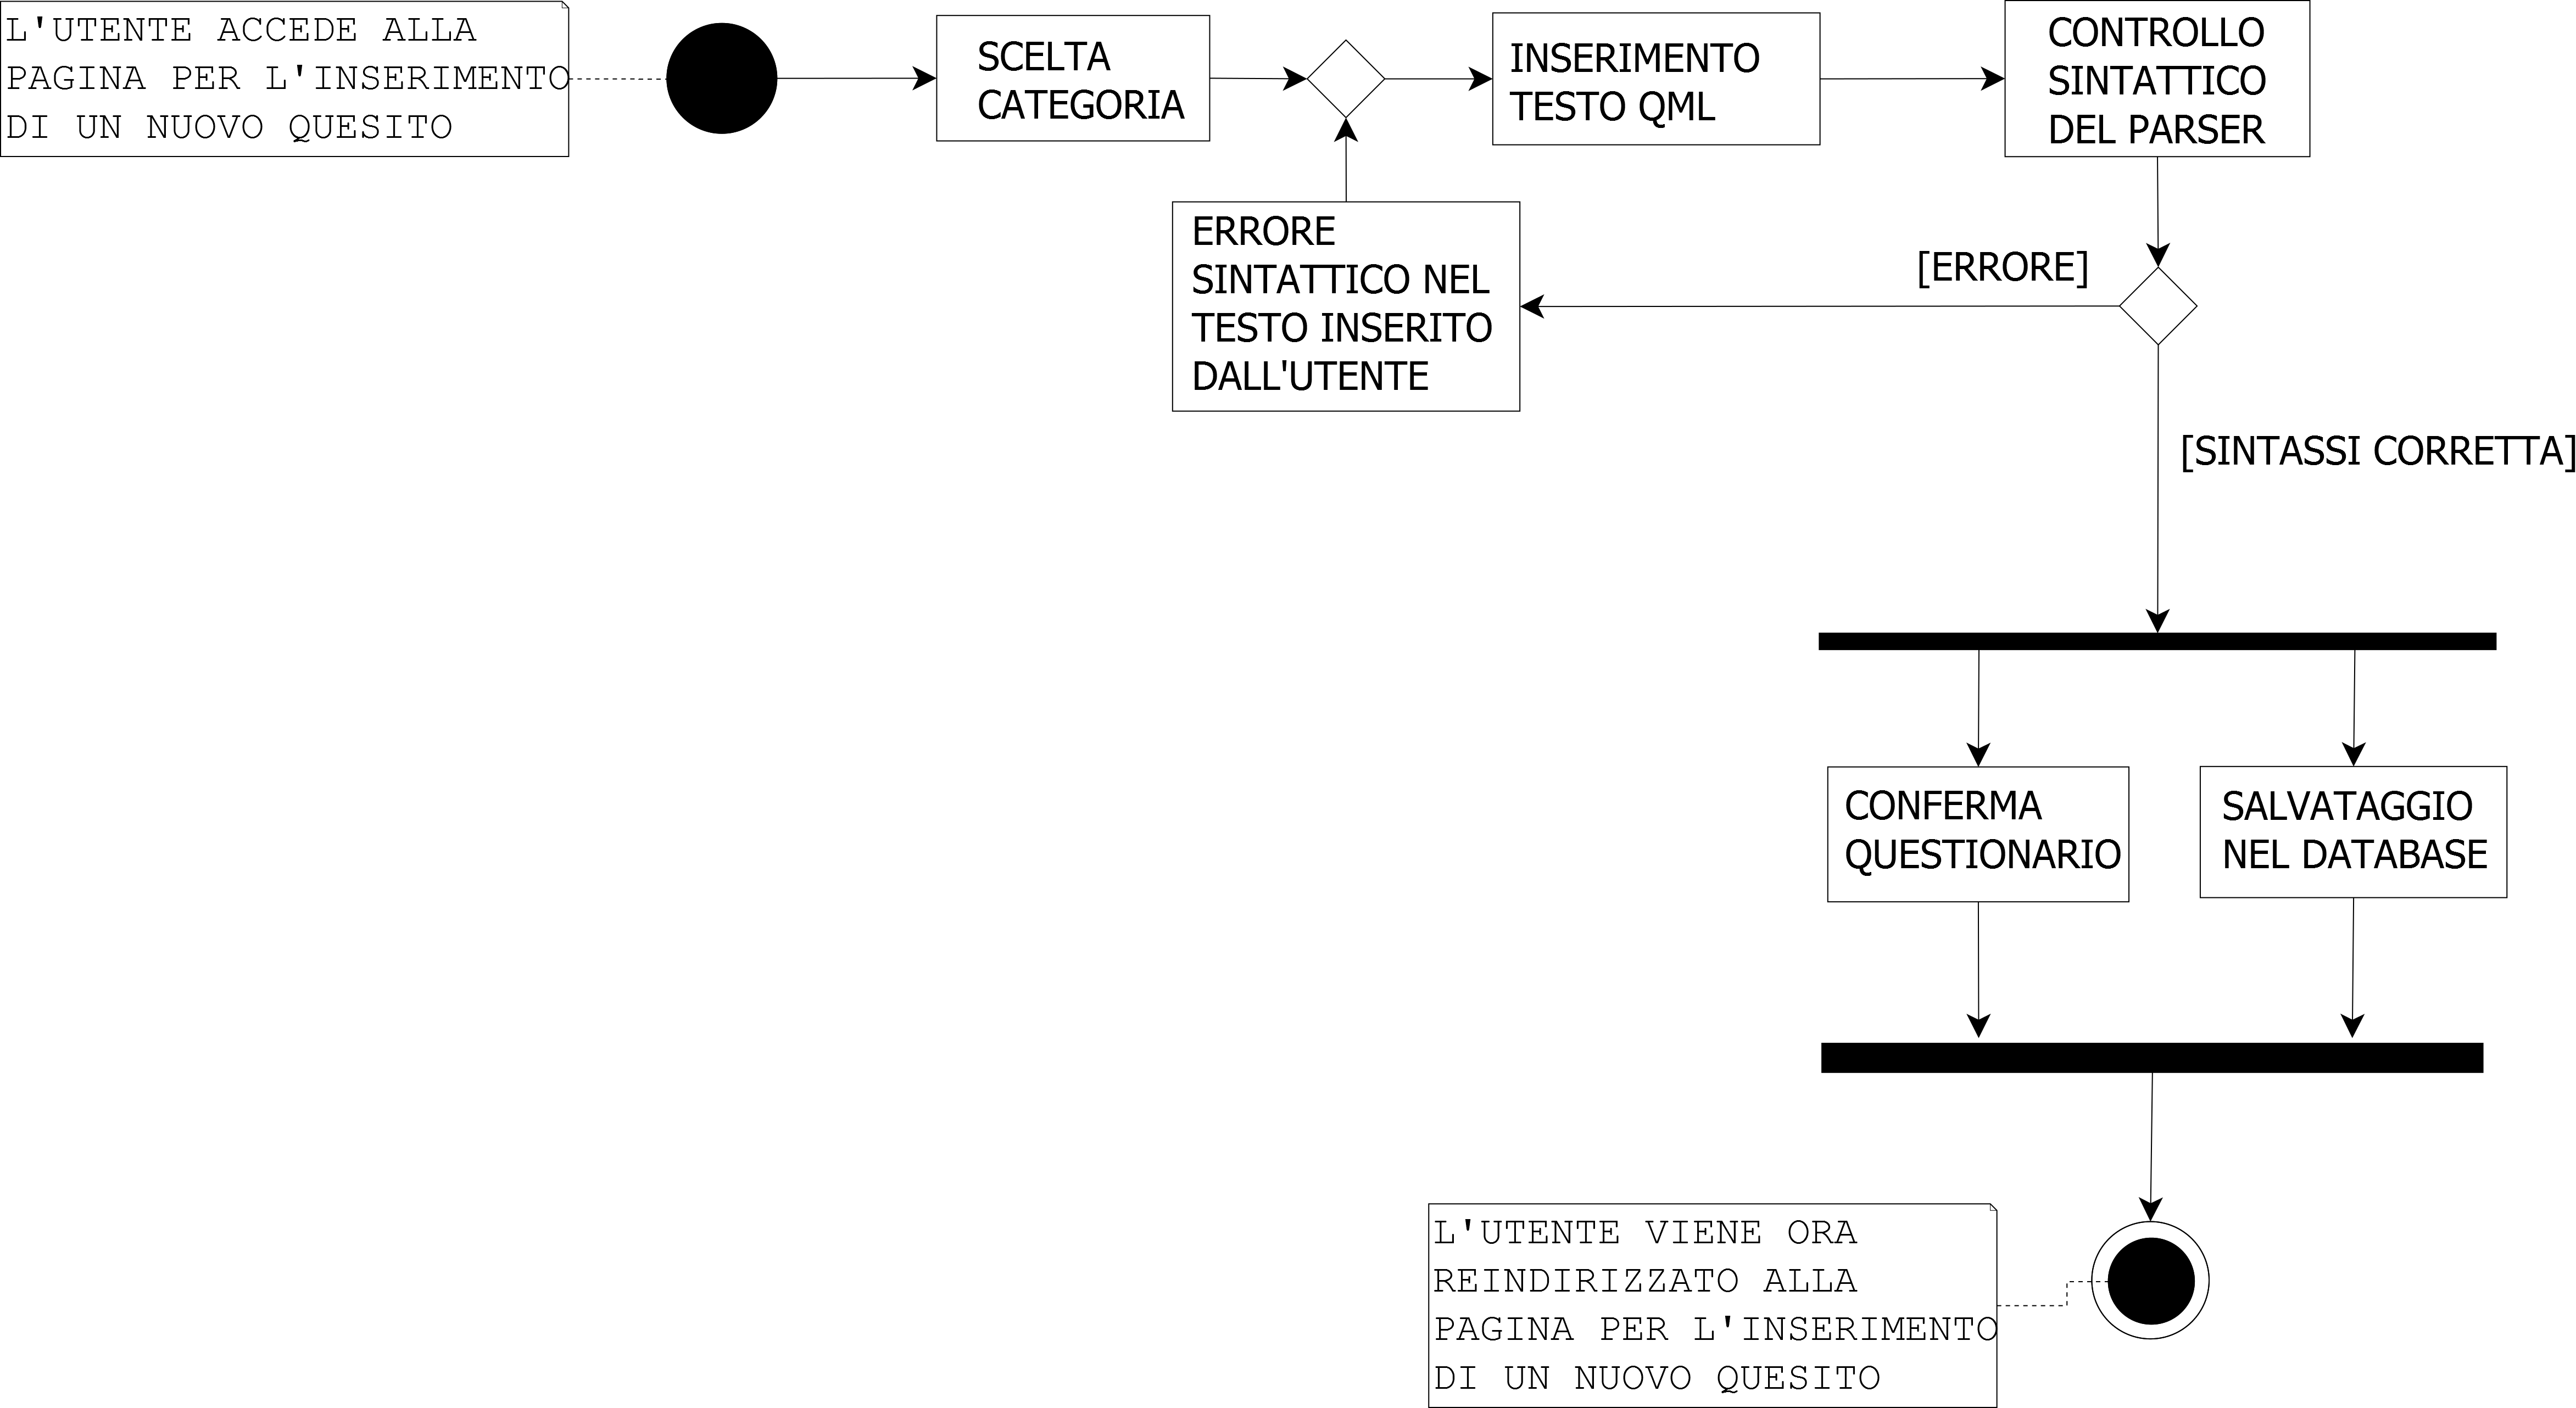 L'UTENTE ACCEDE ALLA
PAGINA PER L'INSERIMENTO
DI UN NUOVO QUESITO
SCELTA
CATEGORIA
INSERIMENTO
TESTO QML
CONTROLLO
SINTATTICO
DEL PARSER
ERRORE
SINTATTICO NEL
TESTO INSERITO
DALL'UTENTE
[ERRORE]
[SINTASSI CORRETTA]
CONFERMA
QUESTIONARIO
SALVATAGGIO
NEL DATABASE
L'UTENTE VIENE ORA
REINDIRIZZATO ALLA
PAGINA PER L'INSERIMENTO
DI UN NUOVO QUESITO